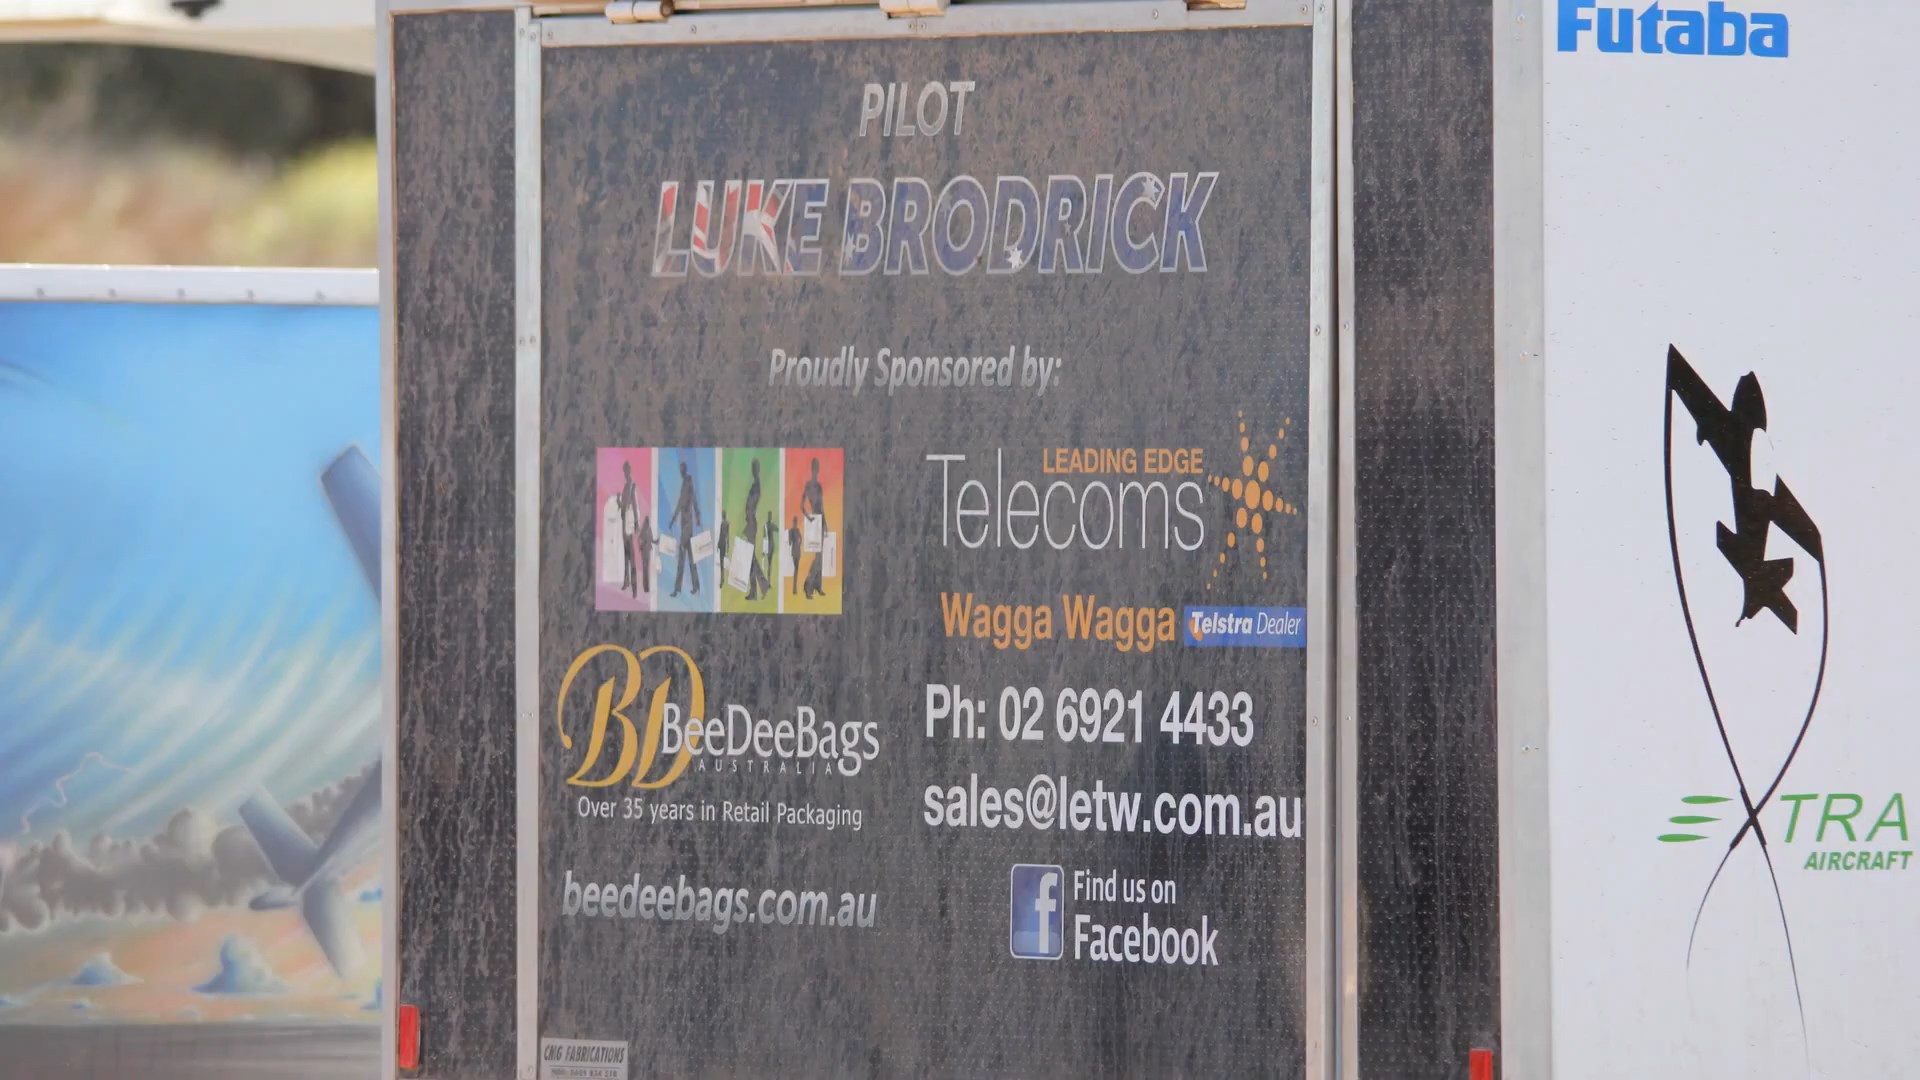 Futaba
PILOT
LUKE BRODRICK
Proudly Sponsored by:
LEADING EDGE
Telecoms
Wagga Wagga Telstra Dealer
BD BeeDeeBags
AUSTRALIA
Over 35 years in Retail Packaging
beedeebags.com.au
Ph: 02 6921 4433
sales@letw.com.au
f Find us on
Facebook
EXTRA
AIRCRAFT
CMG FABRICATIONS